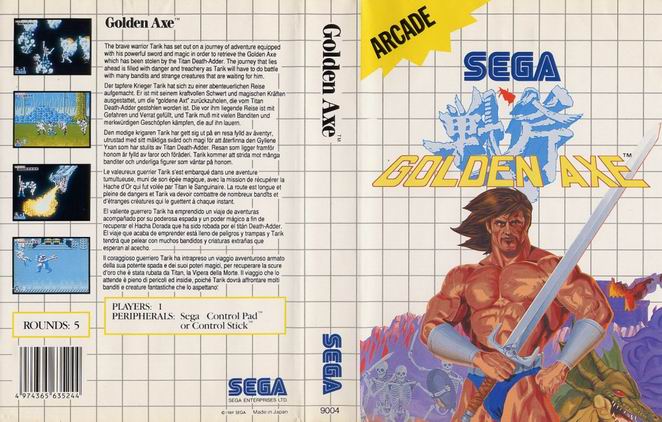 Golden Axe™
The brave warrior Tarik has set out on a journey of adventure equipped
with his powerful sword and magic in order to retrieve the Golden Axe
which has been stolen by the Titan Death-Adder. The journey that lies
ahead is filled with danger and treachery as Tarik will have to do battle
with many bandits and strange creatures that are waiting for him.
Der tapfere Krieger Tarik hat sich zu einer abenteuerlichen Reise
aufgemacht. Er ist mit seinem kraftvollen Schwert und magischen Kräften
ausgestattet, um die "goldene Axt" zurückzuholen, die vom Titan
Death-Adder gestohlen worden ist. Die vor ihm liegende Reise ist mit
Gefahren und Verrat gefüllt, und Tarik muß mit vielen Banditen und
merkwürdigen Geschöpfen kämpfen, die auf ihn lauern.
Den modige krigaren Tarik har gett sig ut på en resa fylld av äventyr,
utrustad med sitt mäktiga svärd och magi för att återfinna den Gyllene
Yxan som har stulits av Titan Death-Adder. Resan som ligger framför
honom är fylld av faror och förräderi. Tarik kommer att strida mot många
banditer och underliga figurer som väntar på honom.
Le valeureux guerrier Tarik s'est embarqué dans une aventure
tumultueuse, muni de son épée magique, avec la mission de récupérer la
Hache d'Or qui fut volée par Titan le Sanguinaire. La route est longue et
pleine de dangers et Tarik va devoir combattre de nombreux bandits et
d'étranges créatures qui le guettent à chaque instant.
El valiente guerrero Tarik ha emprendido un viaje de aventuras
acompañado por su poderosa espada y un poder mágico a fin de
recuperar el Hacha Dorada que ha sido robada por el titán Death-Adder.
El viaje que acaba de emprender está lleno de peligros y trampas y Tarik
tendrá que pelear con muchos bandidos y criaturas extrañas que
esperan al acecho.
Il coraggioso guerriero Tarik ha intrapreso un viaggio avventuroso armato
della sua potente spada e dei suoi poteri magici, per recuperare la scure
d'oro che è stata rubata da Titan, la Vipera della Morte. Il viaggio che lo
attende è pieno di pericoli ed insidie, poiché Tarik dovrà affrontare molti
banditi e creature fantastiche che lo aspettano!
ROUNDS: 5
PLAYERS: 1
PERIPHERALS: Sega Control Pad™
or Control Stick™
4 974365 635244
SEGA
SEGA ENTERPRISES LTD.
© 1989 SEGA Made in Japan
Golden Axe™
SEGA
9004
ARCADE
SEGA
戦斧
GOLDEN AXE™